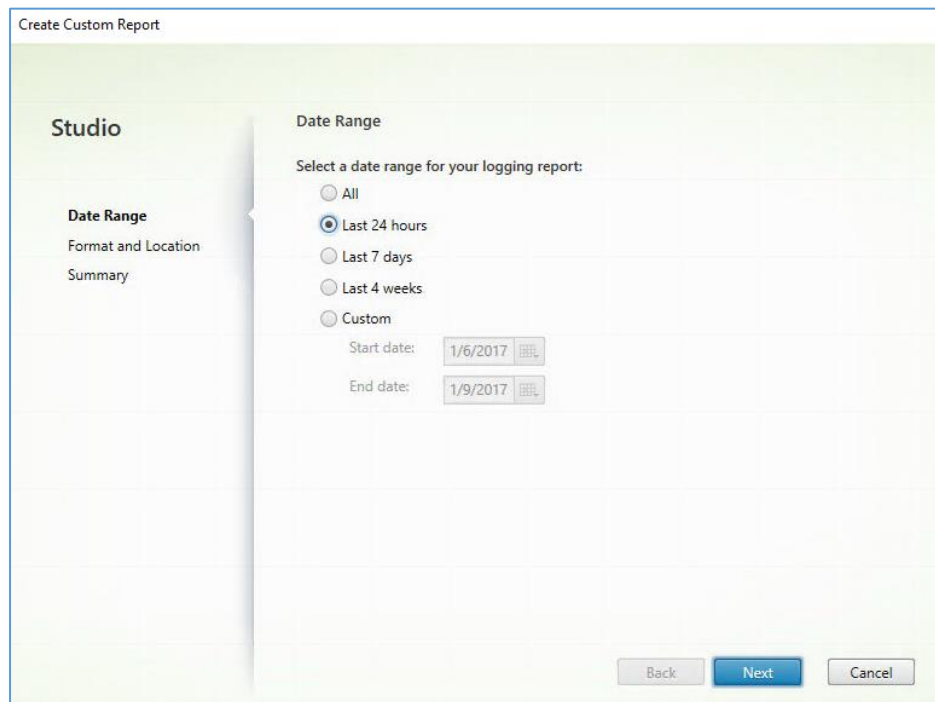 Create Custom Report
Studio
Date Range
Format and Location
Summary
Date Range
Select a date range for your logging report:
All
Last 24 hours
Last 7 days
Last 4 weeks
Custom
Start date: 1/6/2017
End date: 1/9/2017
Back Next Cancel